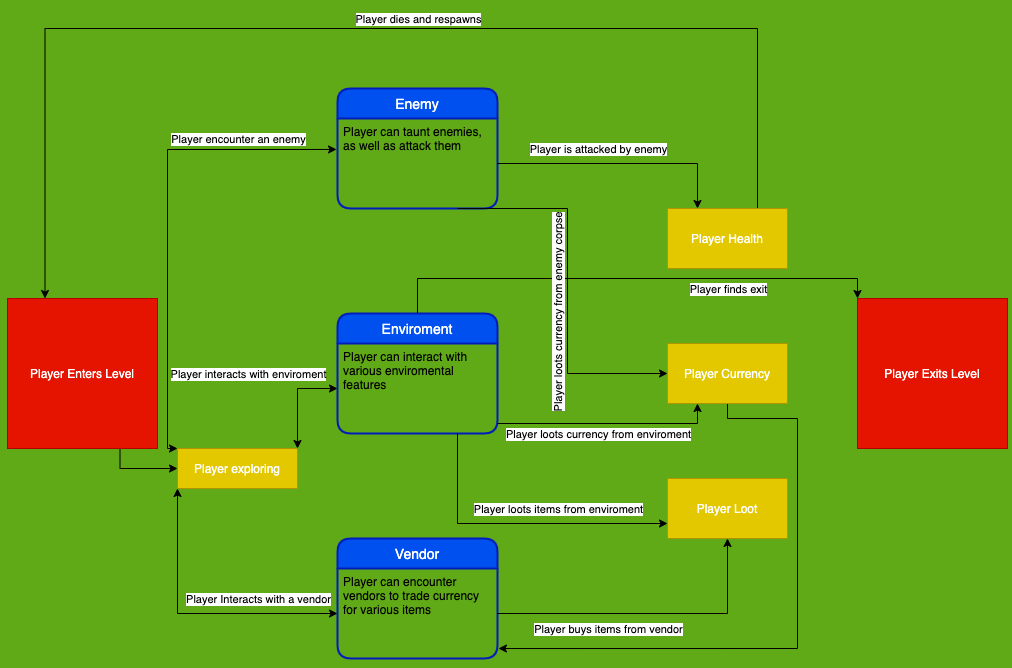 Player dies and respawns
Enemy
Player can taunt enemies,
as well as attack them
Player encounter an enemy
Player is attacked by enemy
Player Health
Player loots currency from enemy corpse
Player finds exit
Enviroment
Player can interact with
various enviromental
features
Player Enters Level
Player interacts with enviroment
Player Currency
Player Exits Level
Player loots currency from enviroment
Player exploring
Player loots items from enviroment
Player Loot
Vendor
Player can encounter
vendors to trade currency
for various items
Player Interacts with a vendor
Player buys items from vendor